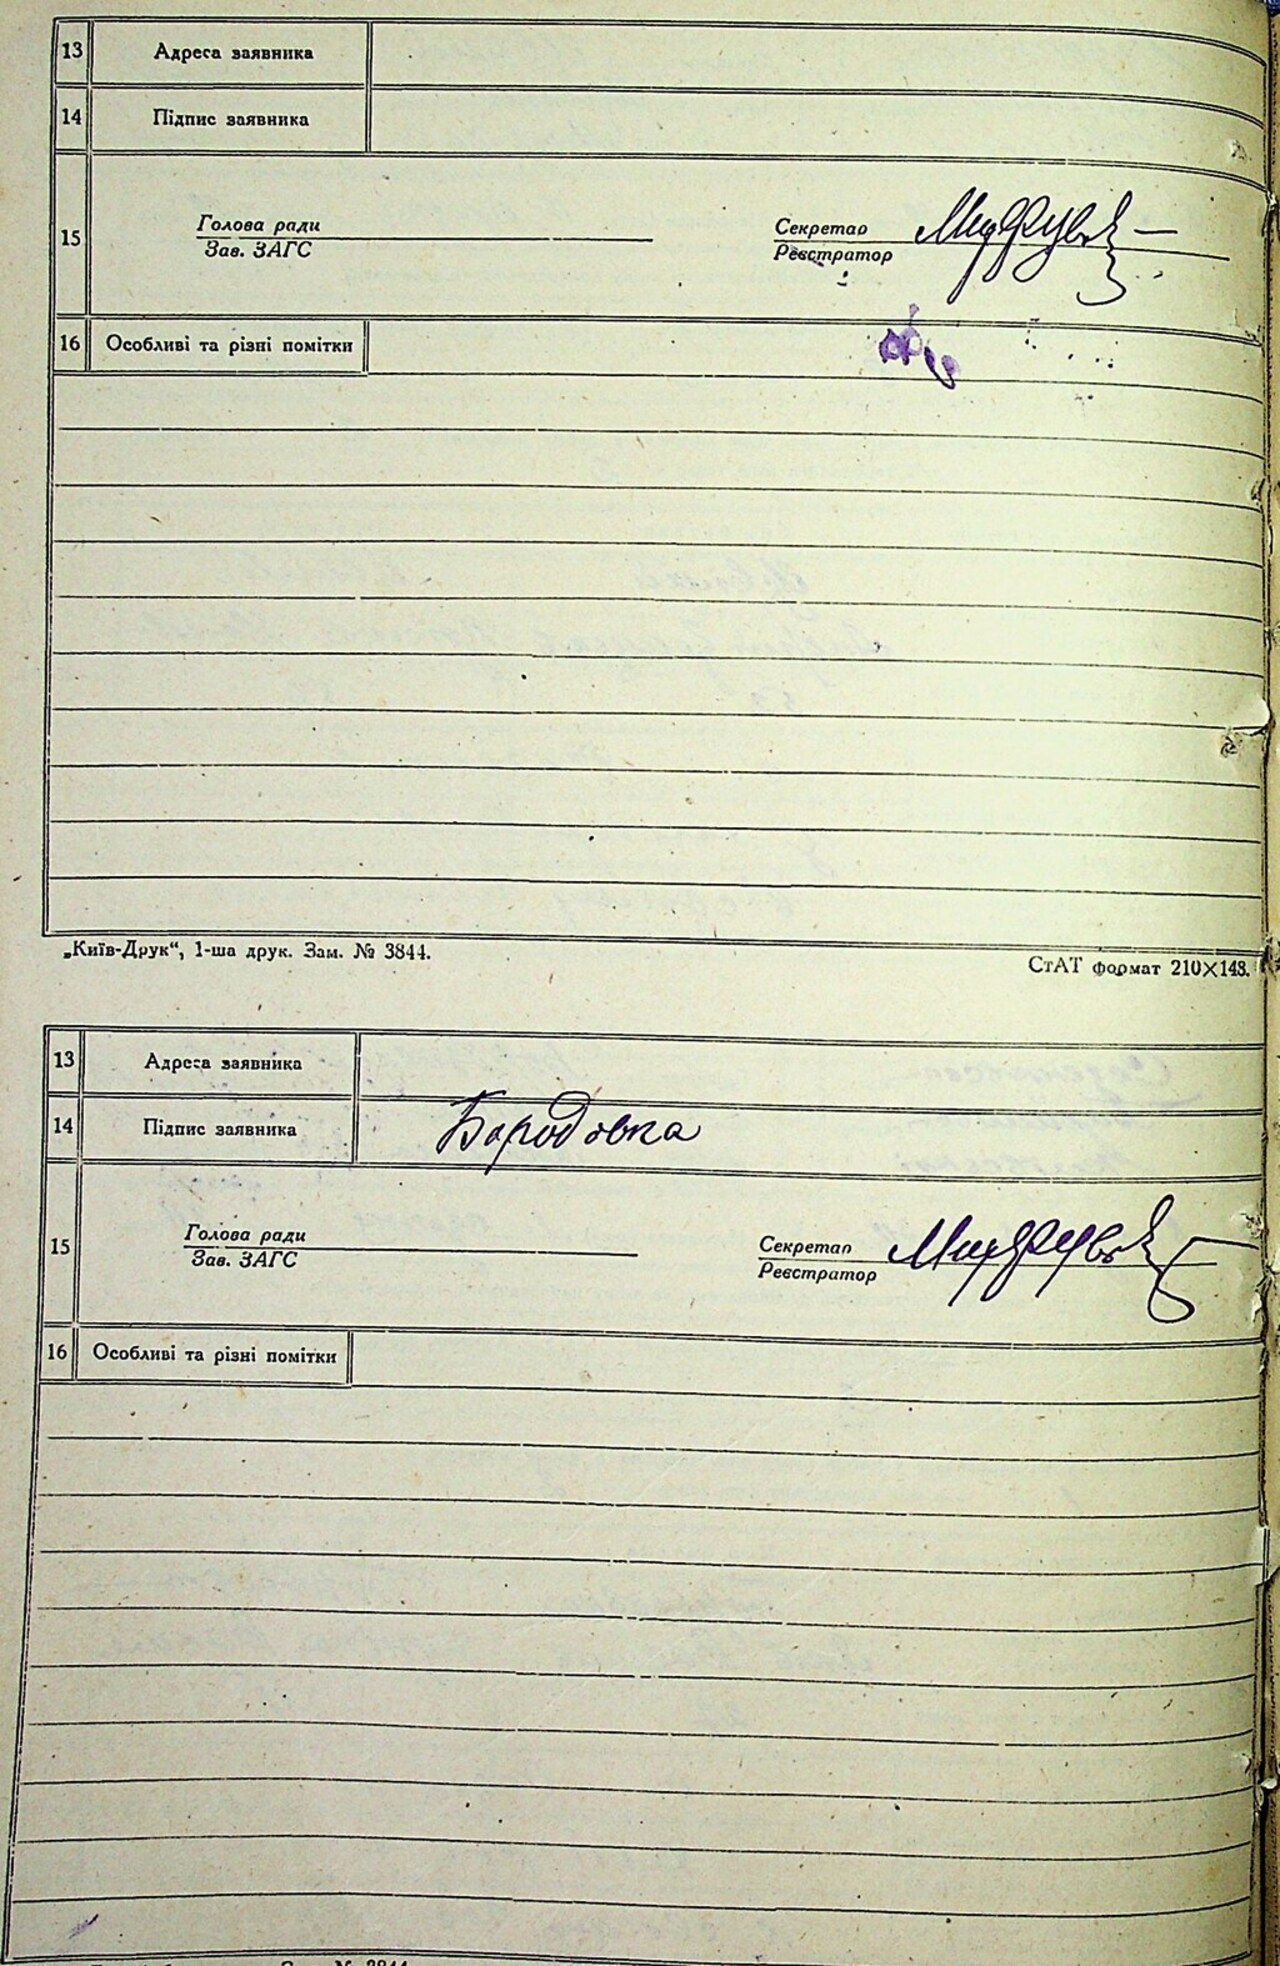 13 Адреса заявника
14 Підпис заявника
15 Голова ради
Зав. ЗАГС
Секретар
Реєстратор
16 Особливі та різні помітки
„Київ-Друк“, 1-ша друк. Зам. № 3844.
СтАТ формат 210×148.
13 Адреса заявника
14 Підпис заявника Бородовка
15 Голова ради
Зав. ЗАГС
Секретар
Реєстратор
16 Особливі та різні помітки